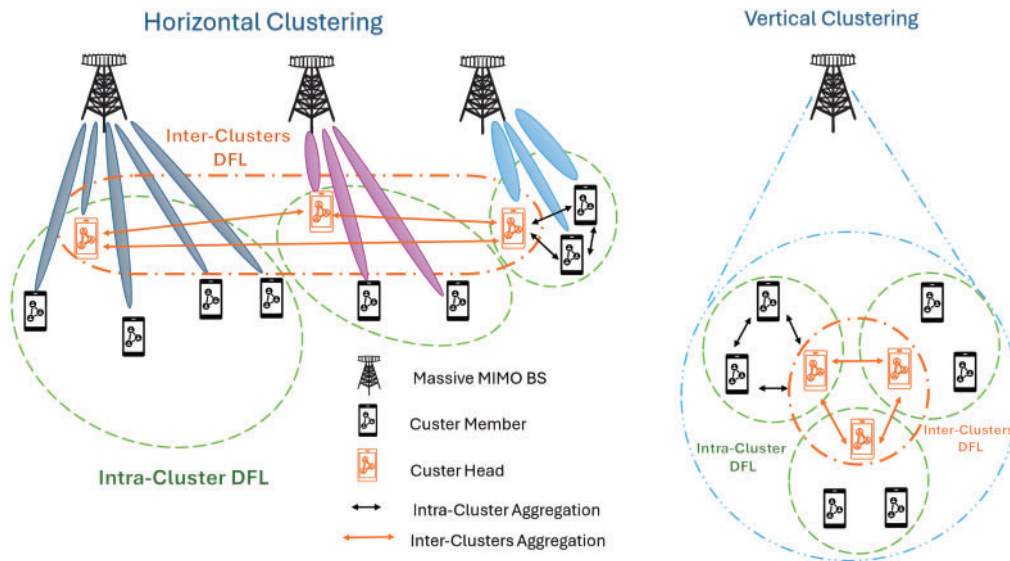 Horizontal Clustering
Vertical Clustering
Inter-Clusters
DFL
Intra-Cluster DFL
Massive MIMO BS
Custer Member
Custer Head
Intra-Cluster Aggregation
Inter-Clusters Aggregation
Intra-Cluster
DFL
Inter-Clusters
DFL